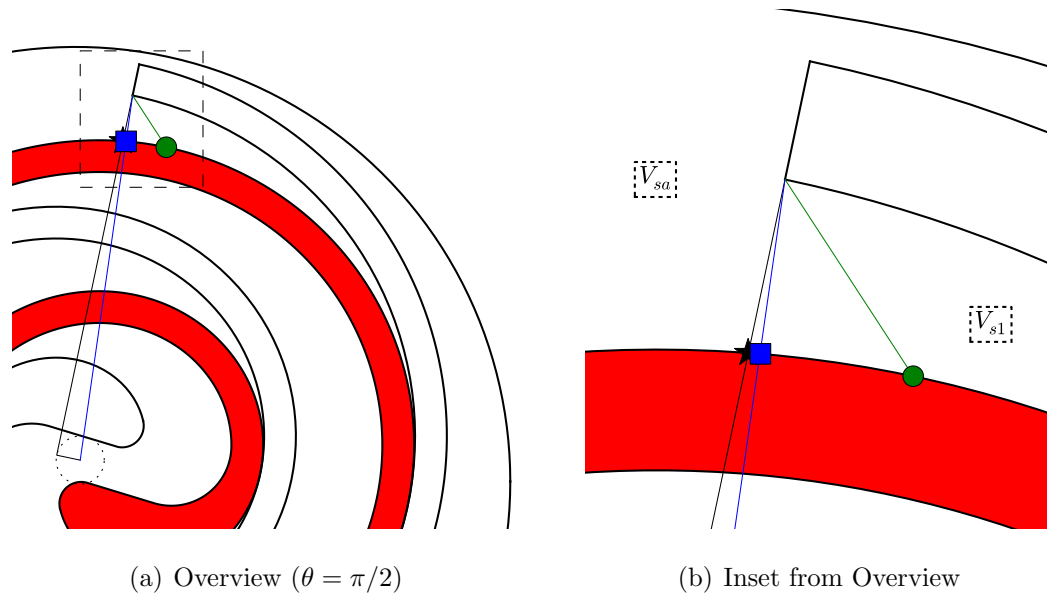 V_{sa}
V_{s1}
(a) Overview (θ = π/2)
(b) Inset from Overview